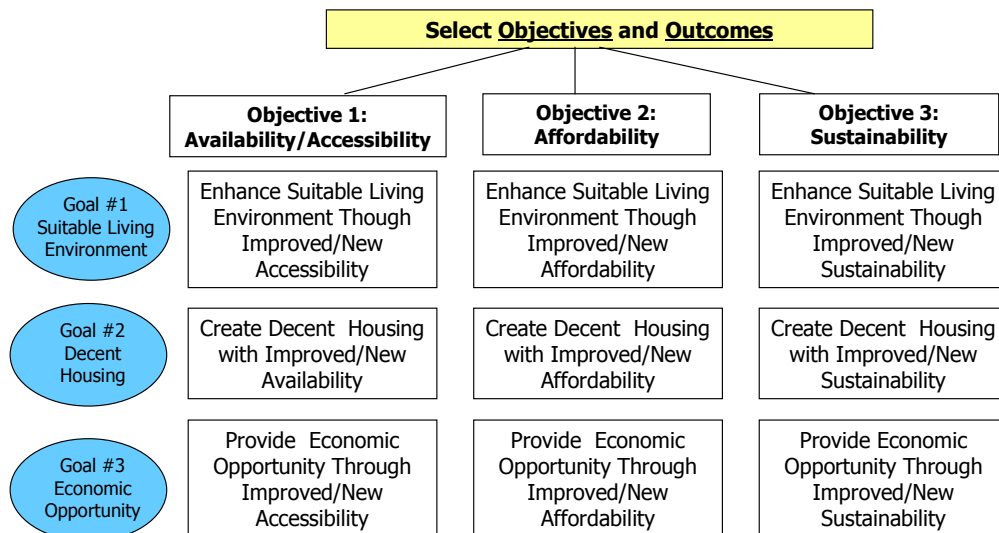 Select Objectives and Outcomes
Objective 1:
Availability/Accessibility
Objective 2:
Affordability
Objective 3:
Sustainability
Goal #1
Suitable Living
Environment
Enhance Suitable Living
Environment Though
Improved/New
Accessibility
Enhance Suitable Living
Environment Though
Improved/New
Affordability
Enhance Suitable Living
Environment Though
Improved/New
Sustainability
Goal #2
Decent
Housing
Create Decent Housing
with Improved/New
Availability
Create Decent Housing
with Improved/New
Affordability
Create Decent Housing
with Improved/New
Sustainability
Goal #3
Economic
Opportunity
Provide Economic
Opportunity Through
Improved/New
Accessibility
Provide Economic
Opportunity Through
Improved/New
Affordability
Provide Economic
Opportunity Through
Improved/New
Sustainability